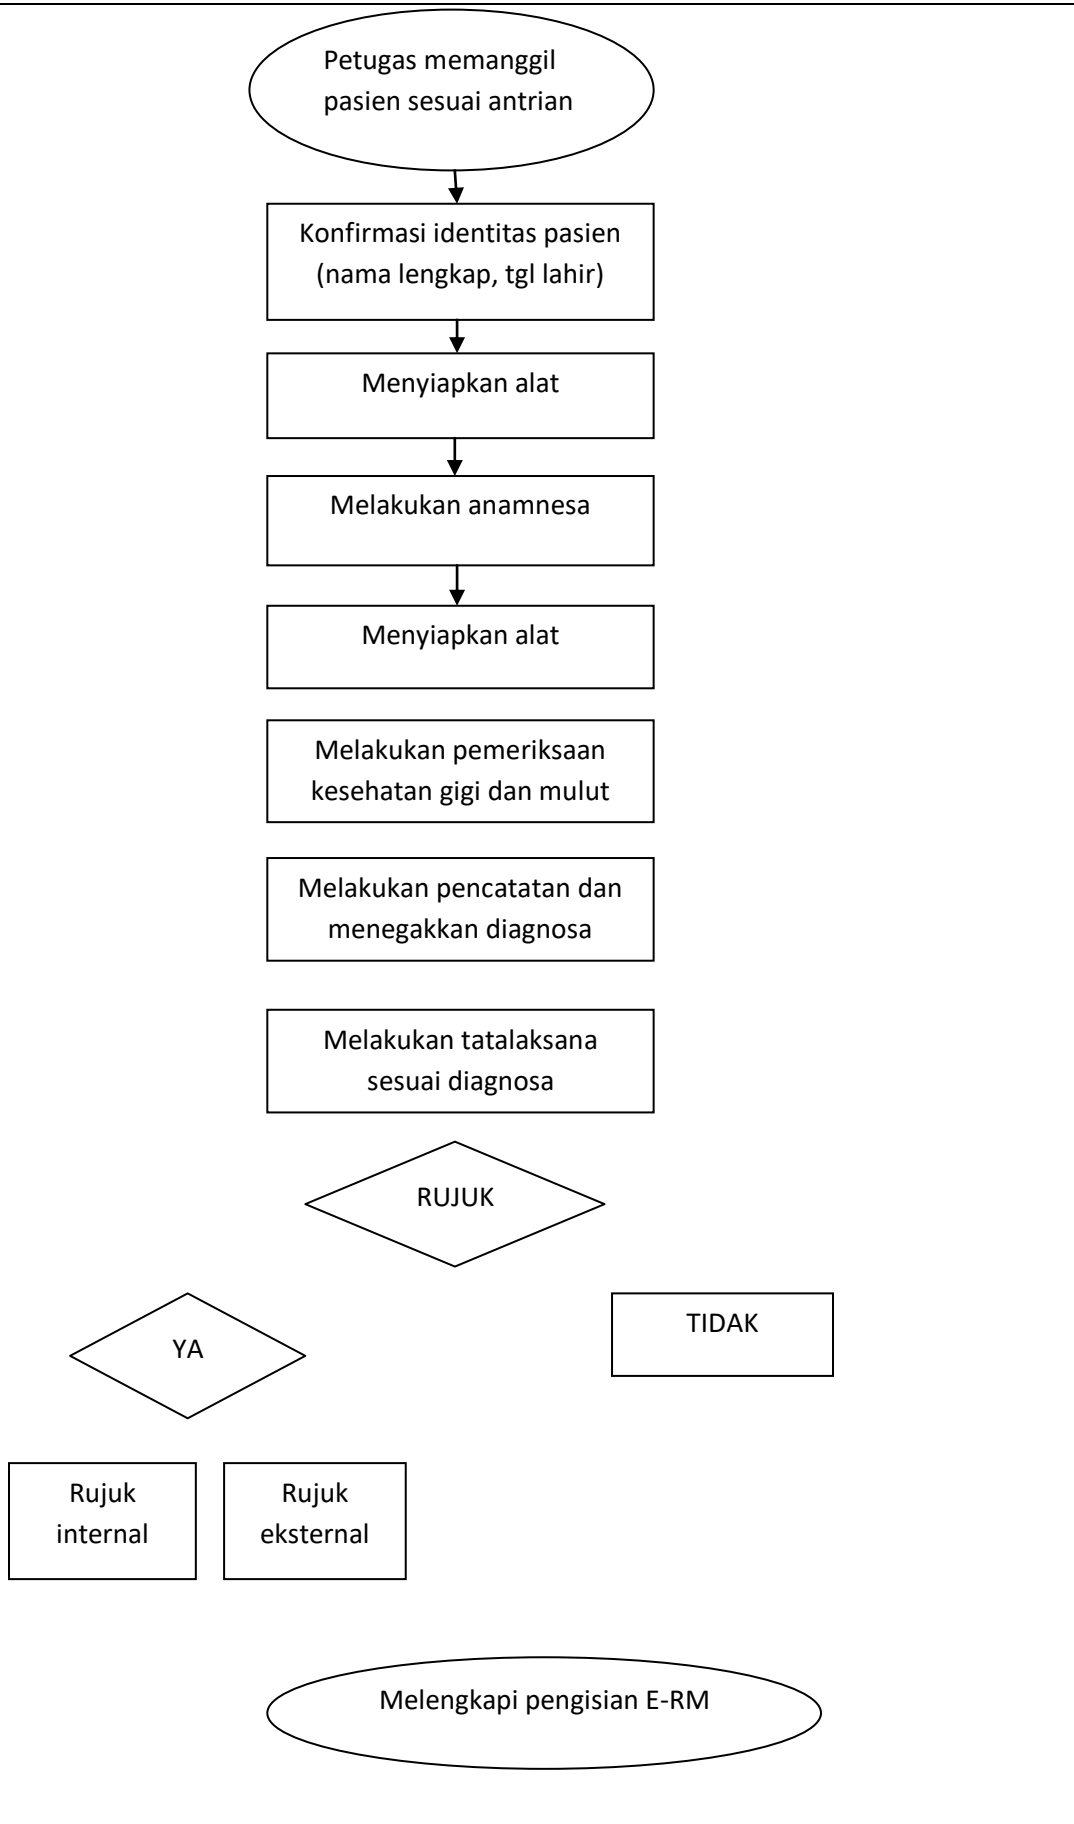 Petugas memanggil
pasien sesuai antrian
Konfirmasi identitas pasien
(nama lengkap, tgl lahir)
Menyiapkan alat
Melakukan anamnesa
Menyiapkan alat
Melakukan pemeriksaan
kesehatan gigi dan mulut
Melakukan pencatatan dan
menegakkan diagnosa
Melakukan tatalaksana
sesuai diagnosa
RUJUK
YA
TIDAK
Rujuk
internal
Rujuk
eksternal
Melengkapi pengisian E-RM